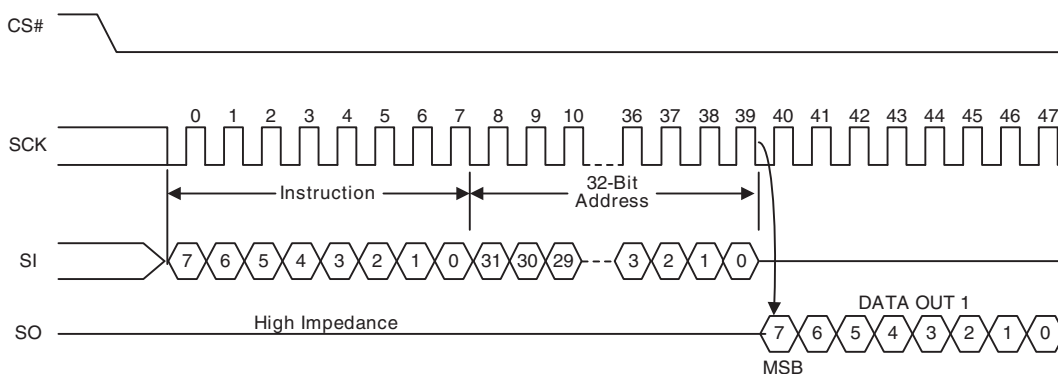 CS#
0 1 2 3 4 5 6 7 8 9 10 36 37 38 39 40 41 42 43 44 45 46 47
SCK
Instruction
32-Bit
Address
SI
7 6 5 4 3 2 1 0 31 30 29 3 2 1 0
DATA OUT 1
High Impedance
SO
7 6 5 4 3 2 1 0
MSB